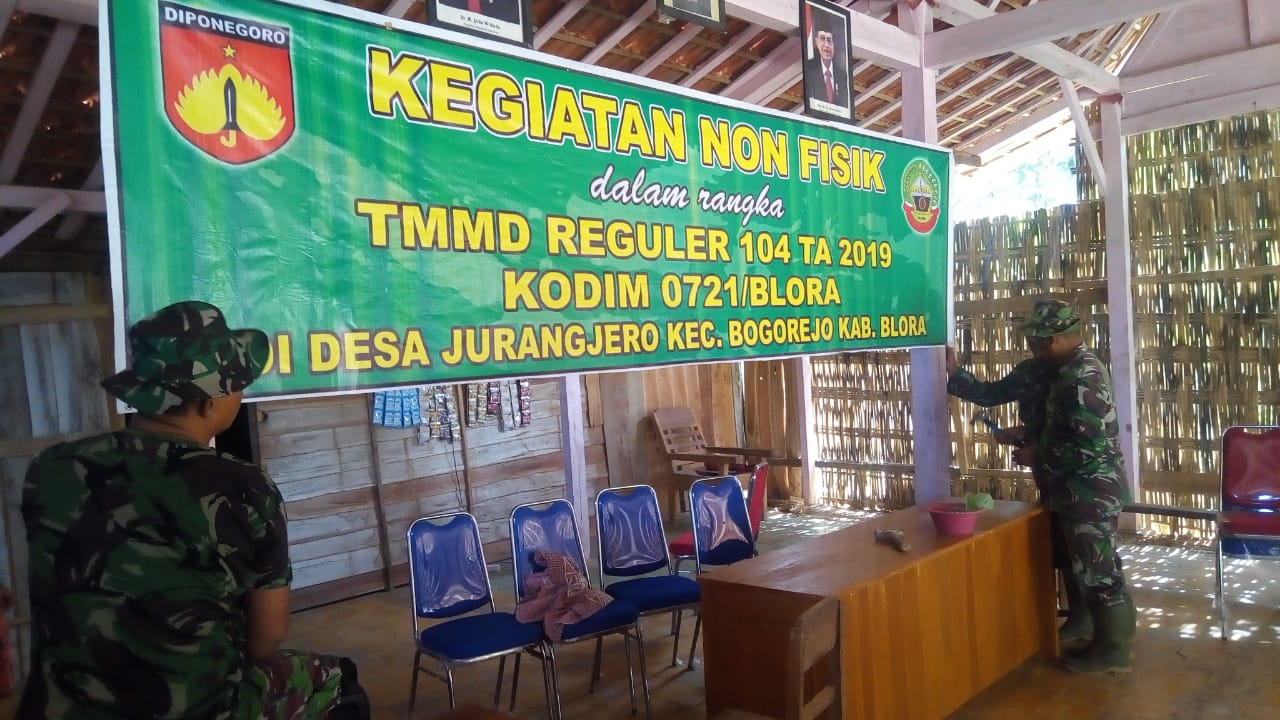 DIPONEGORO
KEGIATAN NON FISIK
dalam rangka
TMMD REGULER 104 TA 2019
KODIM 0721/BLORA
DI DESA JURANGJERO KEC. BOGOREJO KAB. BLORA